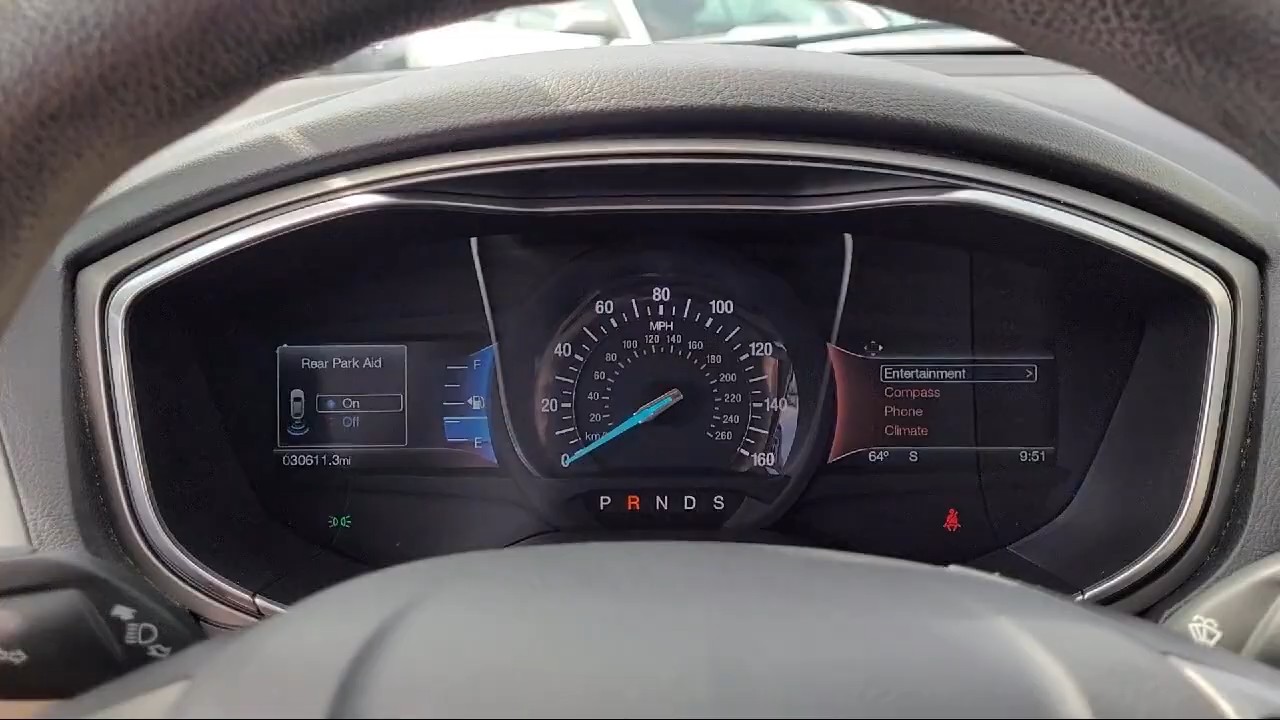 Rear Park Aid
On
Off
030611.3mi
F
E
0
20
40
60
80
100
120
140
160
MPH
km/h
20
40
60
80
100
120
140
160
180
200
220
240
260
P R N D S
Entertainment >
Compass
Phone
Climate
64° S 9:51